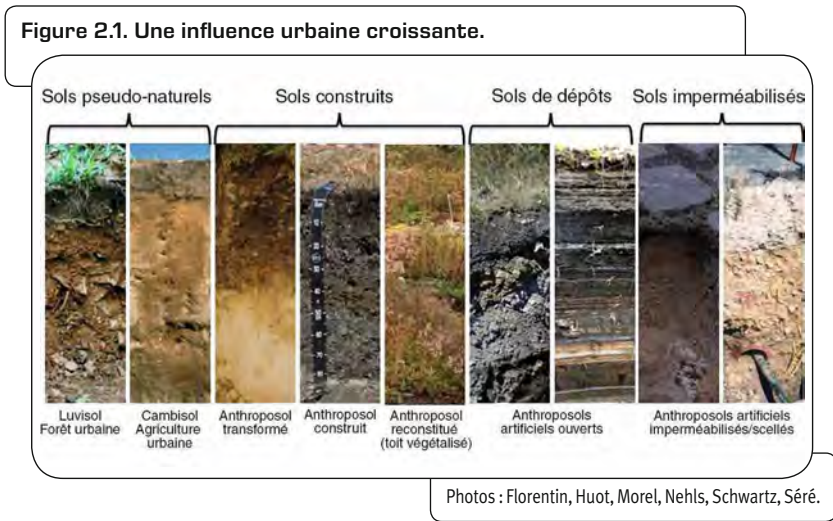 Figure 2.1. Une influence urbaine croissante.
Sols pseudo-naturels Sols construits Sols de dépôts Sols imperméabilisés
Luvisol
Forêt urbaine
Cambisol
Agriculture
urbaine
Anthroposol
transformé
Anthroposol
construit
Anthroposol
reconstitué
(toit végétalisé)
Anthroposols
artificiels ouverts
Anthroposols artificiels
imperméabilisés/scellés
Photos : Florentin, Huot, Morel, Nehls, Schwartz, Séré.